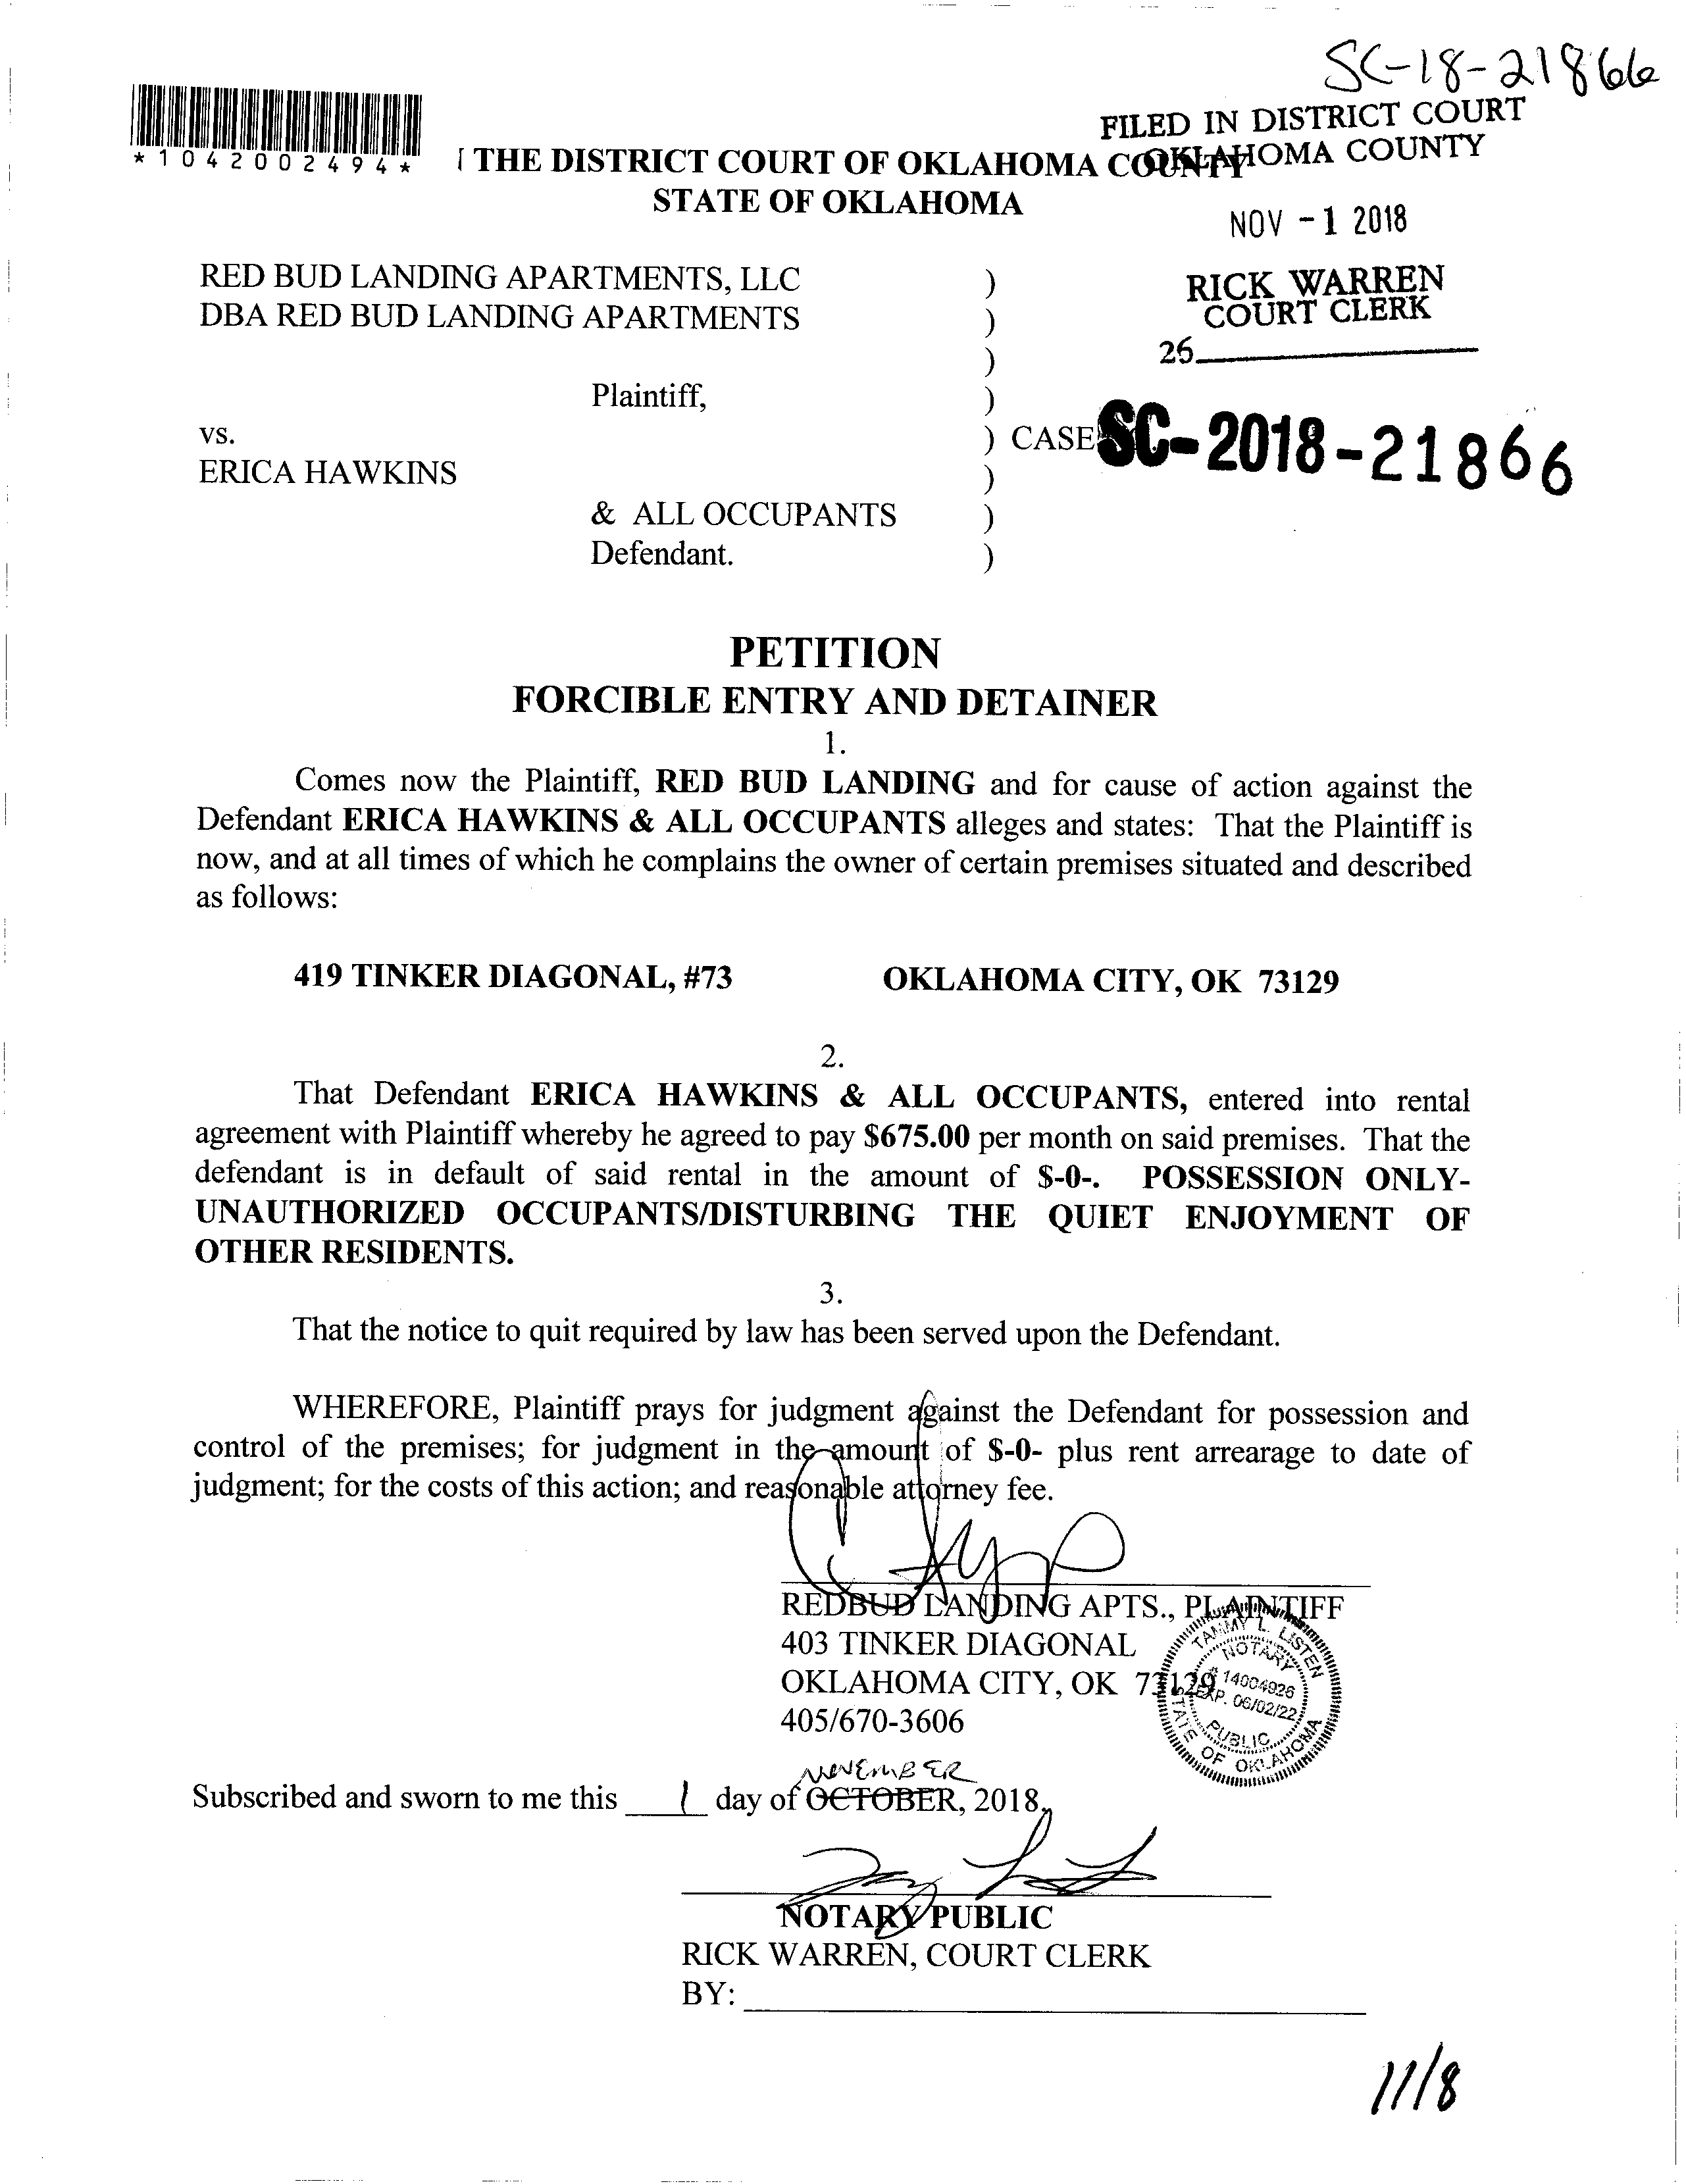 SC-18-21866
FILED IN DISTRICT COURT
OKLAHOMA COUNTY
*1042002494*
THE DISTRICT COURT OF OKLAHOMA COUNTY
STATE OF OKLAHOMA
NOV -1 2018
RICK WARREN
COURT CLERK
26
RED BUD LANDING APARTMENTS, LLC )
DBA RED BUD LANDING APARTMENTS )
)
Plaintiff, )
vs. ) CASE SC-2018-21866
ERICA HAWKINS )
& ALL OCCUPANTS )
Defendant. )
PETITION
FORCIBLE ENTRY AND DETAINER
1.
Comes now the Plaintiff, RED BUD LANDING and for cause of action against the
Defendant ERICA HAWKINS & ALL OCCUPANTS alleges and states: That the Plaintiff is
now, and at all times of which he complains the owner of certain premises situated and described
as follows:
419 TINKER DIAGONAL, #73 OKLAHOMA CITY, OK 73129
2.
That Defendant ERICA HAWKINS & ALL OCCUPANTS, entered into rental
agreement with Plaintiff whereby he agreed to pay $675.00 per month on said premises. That the
defendant is in default of said rental in the amount of $-0-. POSSESSION ONLY-
UNAUTHORIZED OCCUPANTS/DISTURBING THE QUIET ENJOYMENT OF
OTHER RESIDENTS.
3.
That the notice to quit required by law has been served upon the Defendant.
WHEREFORE, Plaintiff prays for judgment against the Defendant for possession and
control of the premises; for judgment in the amount of $-0- plus rent arrearage to date of
judgment; for the costs of this action; and reasonable attorney fee.
REDBUD LANDING APTS., PLAINTIFF
403 TINKER DIAGONAL
OKLAHOMA CITY, OK 73129
405/670-3606
TAMMY L. LISTEN
NOTARY
# 14004926
EXP. 06/02/22
PUBLIC
STATE OF OKLAHOMA
NOVEMBER
Subscribed and sworn to me this 1 day of OCTOBER, 2018.
NOTARY PUBLIC
RICK WARREN, COURT CLERK
BY:
11/8